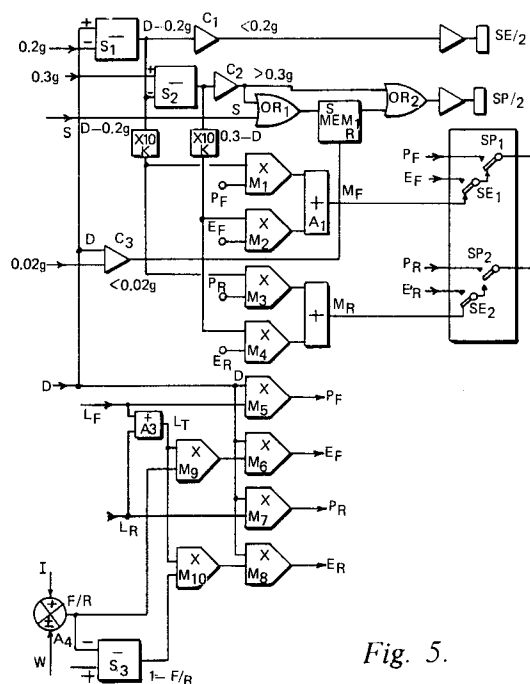 +
−
S1
D−0.2g
C1
<0.2g
SE/2
0.2g
−
0.3g
+
−
S2
−
C2
>0.3g
OR1
S
MEM1
R
OR2
SP/2
S
S
D−0.2g
X10
K
X10
K
0.3−D
X
M1
PF
+
A1
MF
EF
X
M2
D
C3
0.02g
<0.02g
X
M3
PR
+
MR
X
M4
ER
PF
SP1
EF
SE1
PR
SP2
E'R
SE2
D
D
X
M5
PF
LF
+
A3
LT
X
M9
X
M6
EF
LR
X
M7
PR
X
M10
X
M8
ER
I
+
±
A4
F/R
W
−
+
−
S3
1−F/R
Fig. 5.